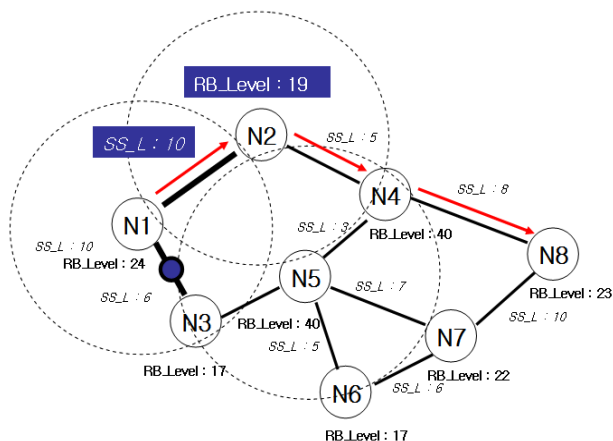 RB_Level : 19
SS_L : 10
N2
SS_L : 5
N4
SS_L : 8
N1
SS_L : 3
RB_Level : 40
SS_L : 10
RB_Level : 24
N8
N5
SS_L : 6
SS_L : 7
RB_Level : 23
N3
RB_Level : 40
SS_L : 10
N7
SS_L : 5
RB_Level : 17
RB_Level : 22
N6
SS_L : 6
RB_Level : 17